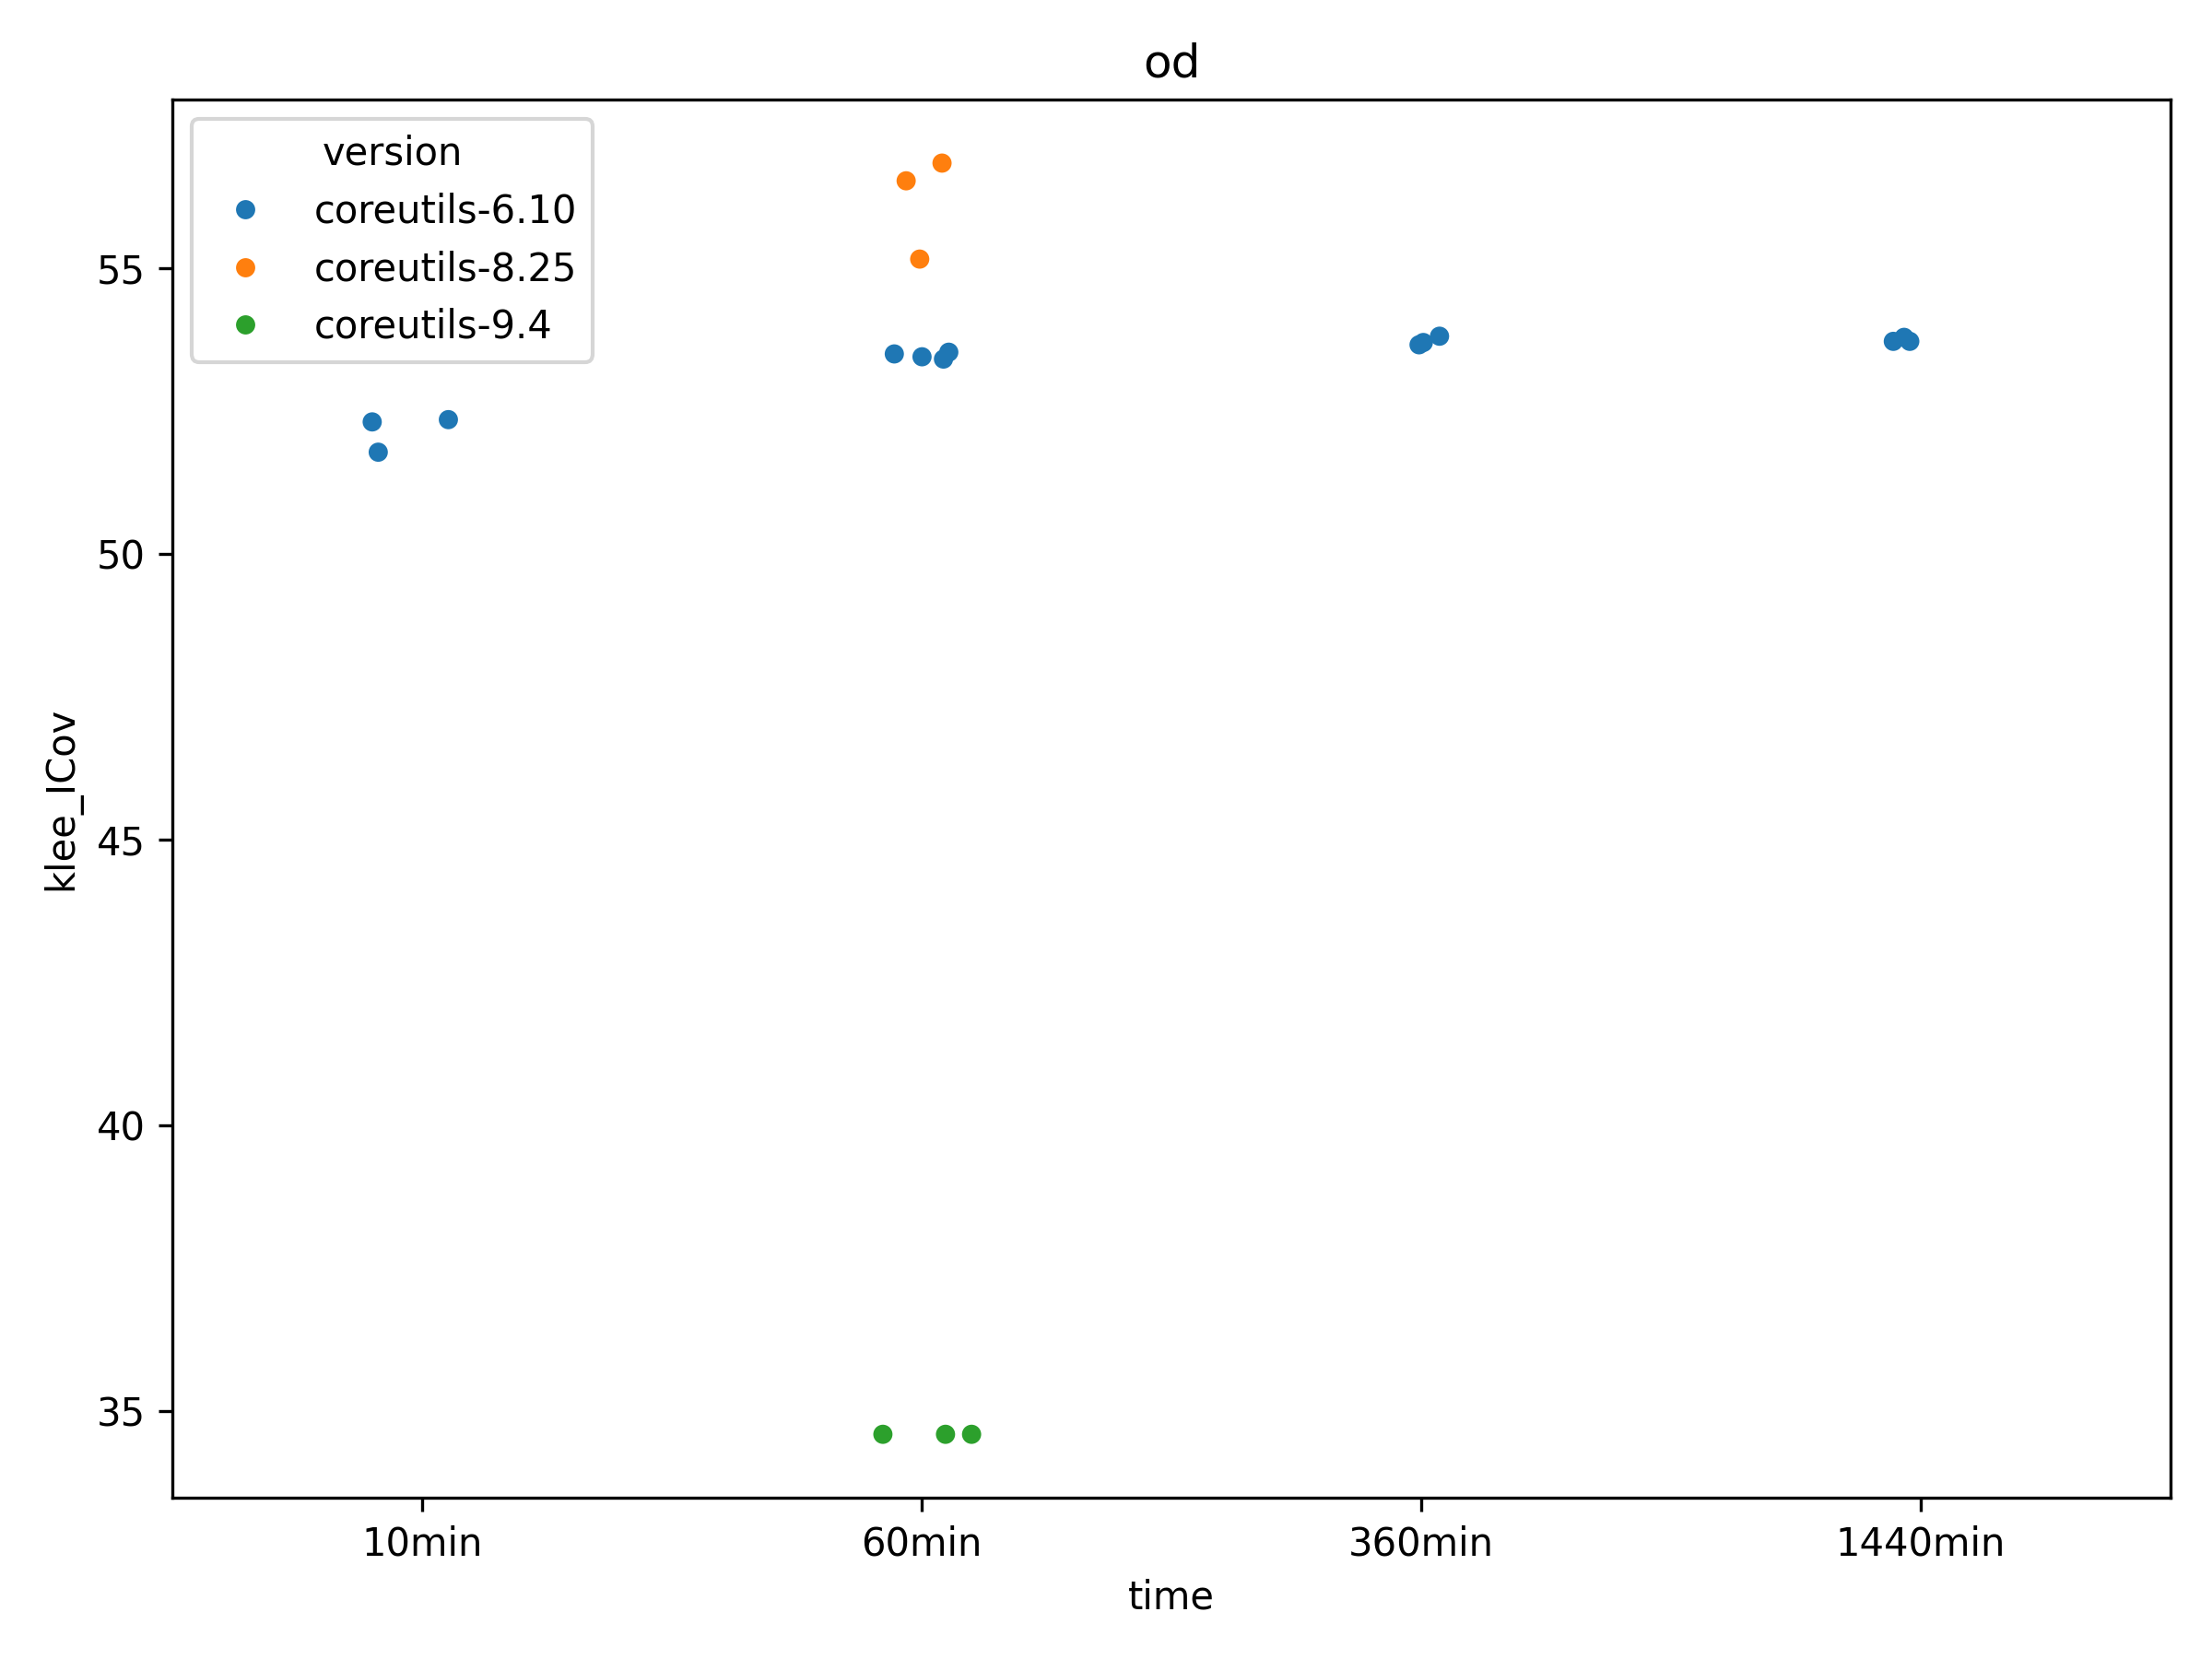 od
version
coreutils-6.10
coreutils-8.25
coreutils-9.4
55
50
45
40
35
klee_ICov
10min
60min
360min
1440min
time